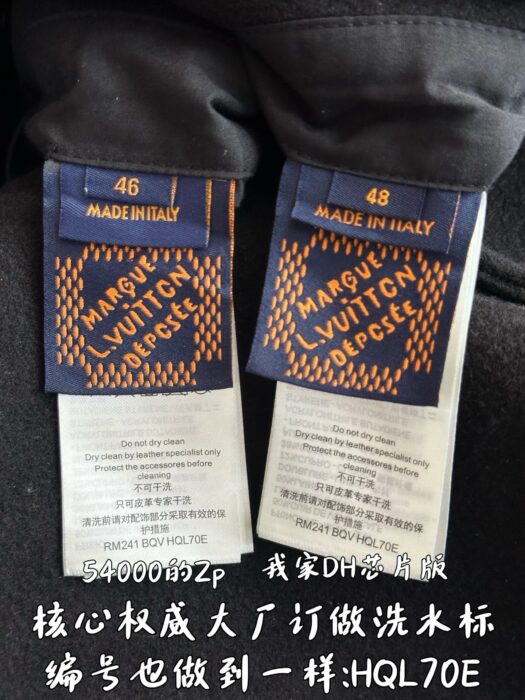 46
MADE IN ITALY
MARQUE
L.VUITTON
DÉPOSÉE
Do not dry clean
Dry clean by leather specialist only
Protect the accessores before
cleaning
不可干洗
只可皮革专家干洗
清洗前请对配饰部分采取有效的保
护措施
RM241 BQV HQL70E
48
MADE IN ITALY
MARQUE
L.VUITTON
DÉPOSÉE
Do not dry clean
Dry clean by leather specialist only
Protect the accessores before
cleaning
不可干洗
只可皮革专家干洗
清洗前请对配饰部分采取有效的保
护措施
RM241 BQV HQL70E
54000的Zp 我家DH芯片版
核心权威大厂订做洗水标
编号也做到一样:HQL70E